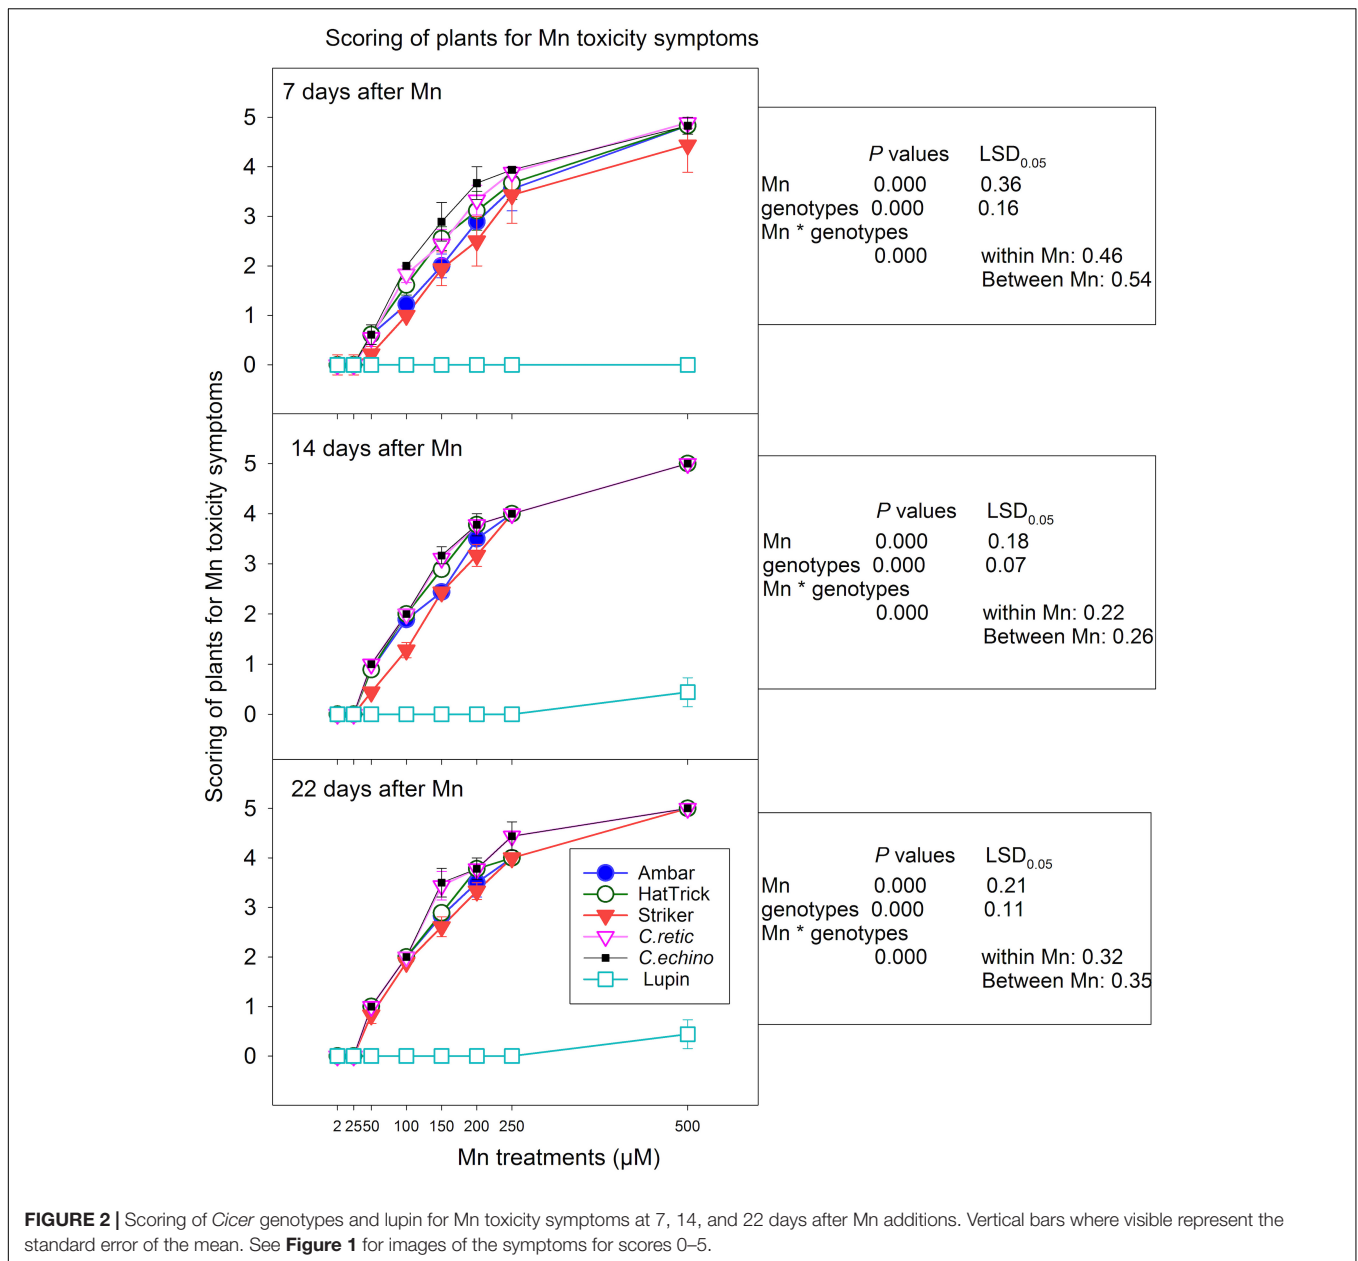 Scoring of plants for Mn toxicity symptoms
Scoring of plants for Mn toxicity symptoms
7 days after Mn
5
4
3
2
1
0
P values LSD0.05
Mn 0.000 0.36
genotypes 0.000 0.16
Mn * genotypes
0.000 within Mn: 0.46
Between Mn: 0.54
14 days after Mn
5
4
3
2
1
0
P values LSD0.05
Mn 0.000 0.18
genotypes 0.000 0.07
Mn * genotypes
0.000 within Mn: 0.22
Between Mn: 0.26
22 days after Mn
5
4
3
2
1
0
Ambar
HatTrick
Striker
C.retic
C.echino
Lupin
P values LSD0.05
Mn 0.000 0.21
genotypes 0.000 0.11
Mn * genotypes
0.000 within Mn: 0.32
Between Mn: 0.35
2 25 50 100 150 200 250 500
Mn treatments (µM)
FIGURE 2 | Scoring of Cicer genotypes and lupin for Mn toxicity symptoms at 7, 14, and 22 days after Mn additions. Vertical bars where visible represent the
standard error of the mean. See Figure 1 for images of the symptoms for scores 0–5.